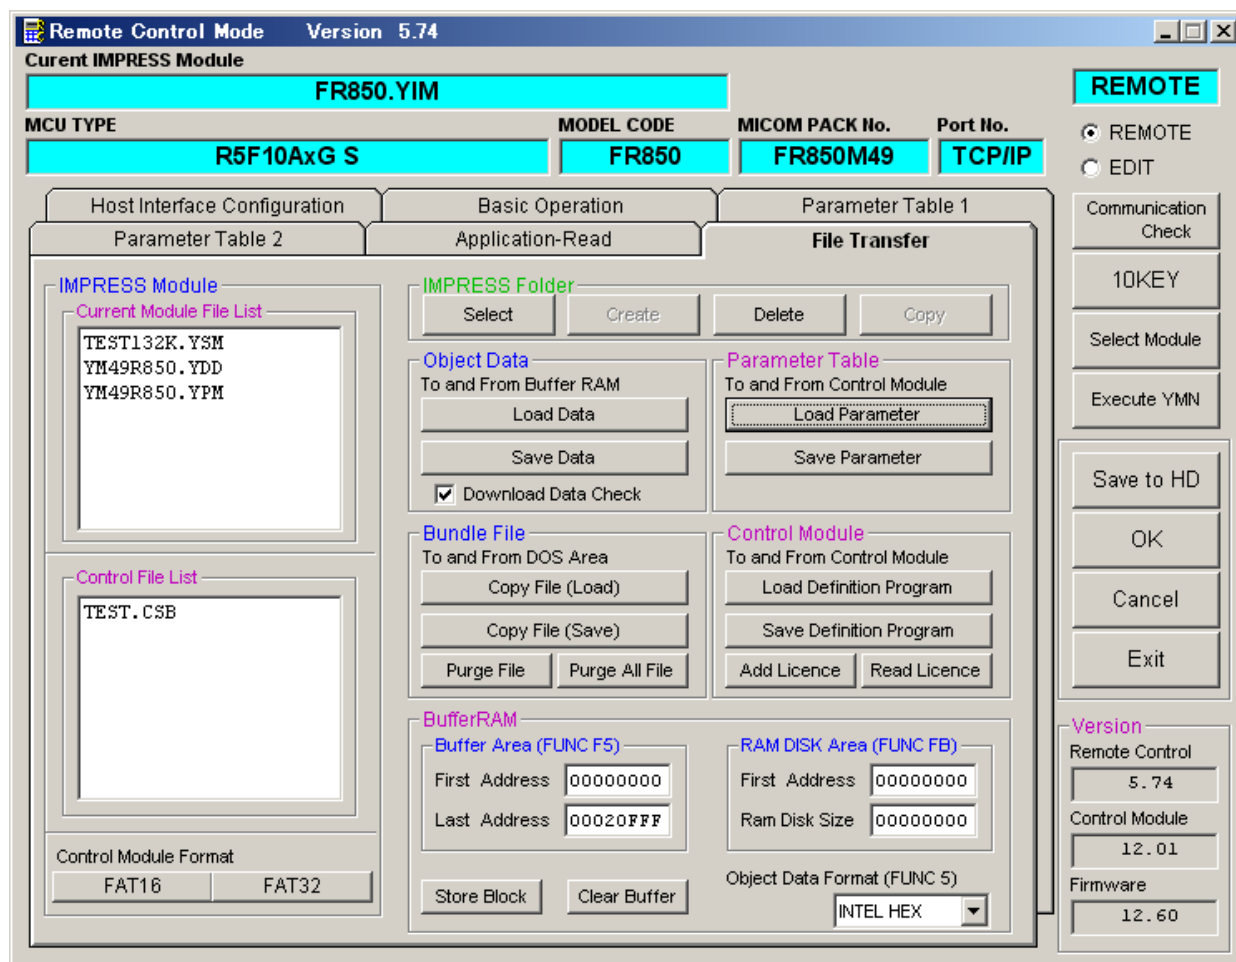 Remote Control Mode Version 5.74
Curent IMPRESS Module
FR850.YIM
REMOTE
MCU TYPE MODEL CODE MICOM PACK No. Port No.
R5F10AxG S FR850 FR850M49 TCP/IP
REMOTE
EDIT
Host Interface Configuration Basic Operation Parameter Table 1
Parameter Table 2 Application-Read File Transfer
Communication
Check
10KEY
Select Module
Execute YMN
Save to HD
OK
Cancel
Exit
IMPRESS Module
Current Module File List
TEST132K.YSM
YM49R850.YDD
YM49R850.YPM
Control File List
TEST.CSB
Control Module Format
FAT16 FAT32
IMPRESS Folder
Select Create Delete Copy
Object Data
To and From Buffer RAM
Load Data
Save Data
Download Data Check
Parameter Table
To and From Control Module
Load Parameter
Save Parameter
Bundle File
To and From DOS Area
Copy File (Load)
Copy File (Save)
Purge File Purge All File
Control Module
To and From Control Module
Load Definition Program
Save Definition Program
Add Licence Read Licence
BufferRAM
Buffer Area (FUNC F5)
First Address 00000000
Last Address 00020FFF
RAM DISK Area (FUNC FB)
First Address 00000000
Ram Disk Size 00000000
Store Block Clear Buffer
Object Data Format (FUNC 5)
INTEL HEX
Version
Remote Control
5.74
Control Module
12.01
Firmware
12.60